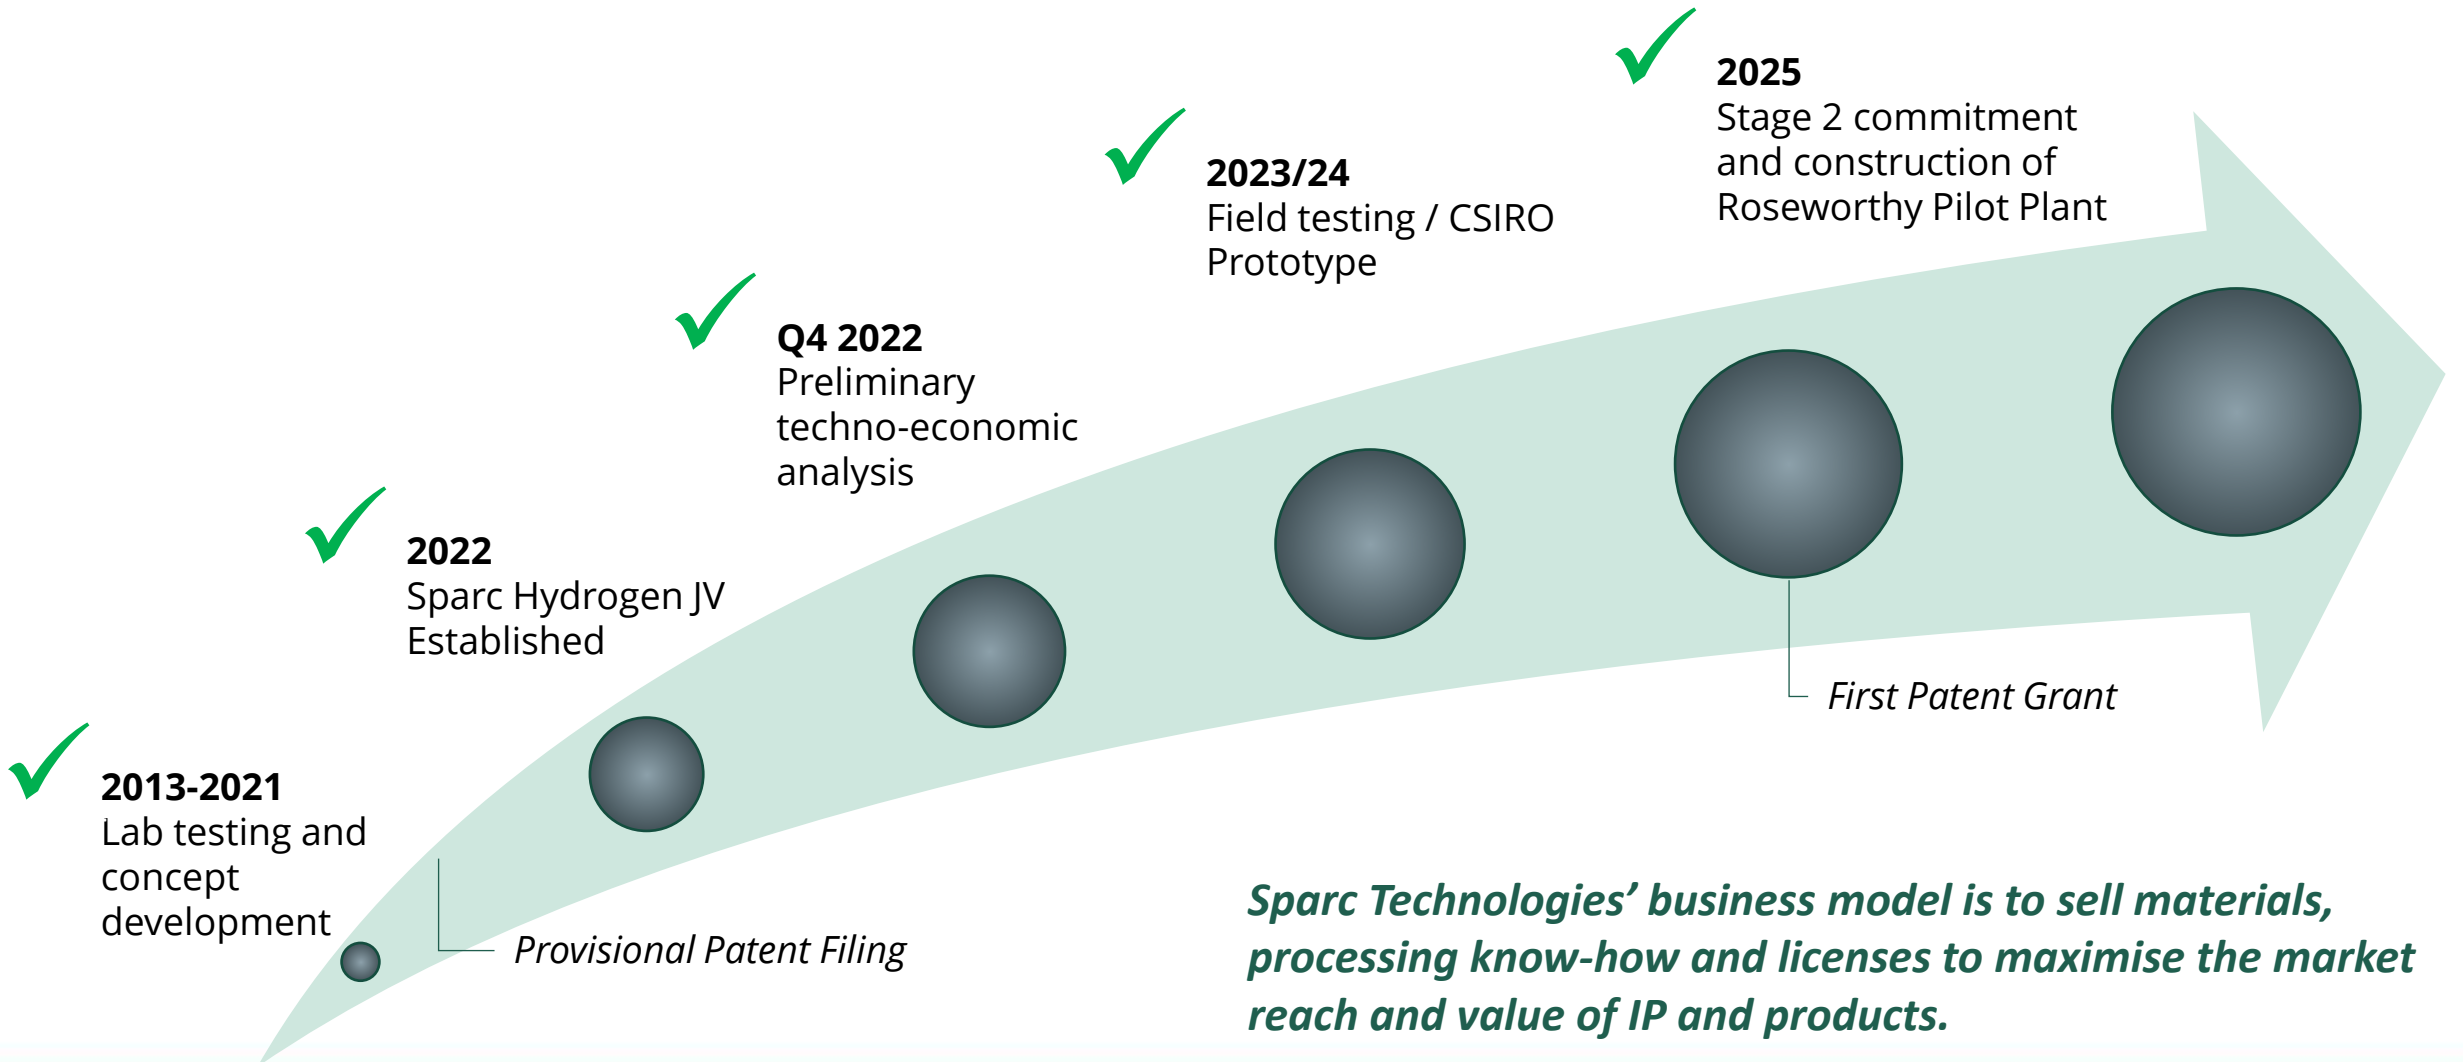 2025
Stage 2 commitment
and construction of
Roseworthy Pilot Plant
2023/24
Field testing / CSIRO
Prototype
Q4 2022
Preliminary
techno-economic
analysis
2022
Sparc Hydrogen JV
Established
2013-2021
Lab testing and
concept
development
Provisional Patent Filing
First Patent Grant
Sparc Technologies’ business model is to sell materials,
processing know-how and licenses to maximise the market
reach and value of IP and products.